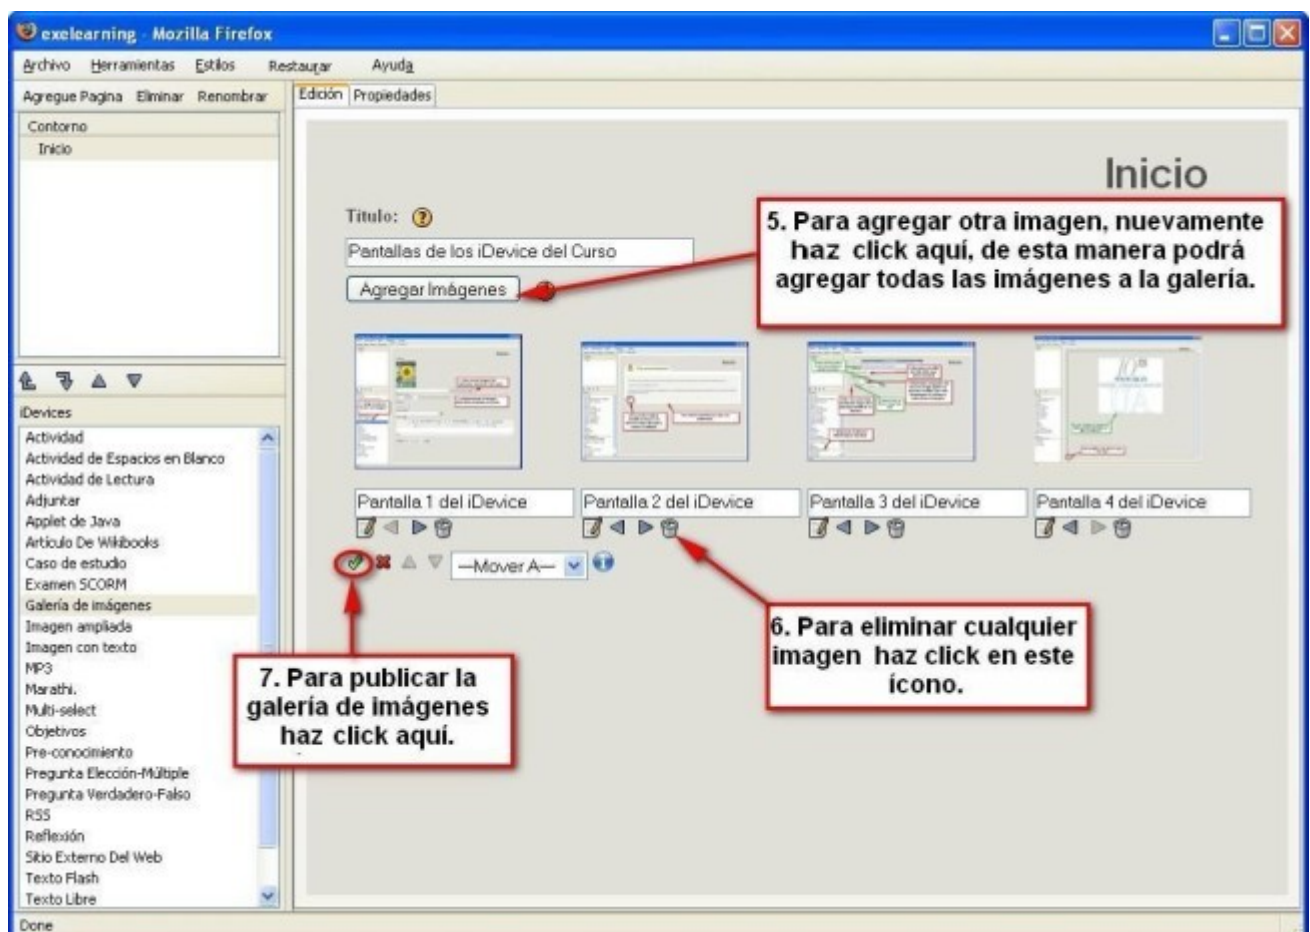 exelearning - Mozilla Firefox
Archivo Herramientas Estilos Restaurar Ayuda
Agregue Pagina Eliminar Renombrar
Edición Propiedades
Contorno
Inicio
Inicio
Titulo:
Pantallas de los iDevice del Curso
Agregar Imágenes
5. Para agregar otra imagen, nuevamente
haz click aquí, de esta manera podrá
agregar todas las imágenes a la galería.
Pantalla 1 del iDevice
Pantalla 2 del iDevice
Pantalla 3 del iDevice
Pantalla 4 del iDevice
—Mover A—
6. Para eliminar cualquier
imagen haz click en este
ícono.
7. Para publicar la
galería de imágenes
haz click aquí.
iDevices
Actividad
Actividad de Espacios en Blanco
Actividad de Lectura
Adjuntar
Applet de Java
Artículo De Wikibooks
Caso de estudio
Examen SCORM
Galería de imágenes
Imagen ampliada
Imagen con texto
MP3
Marathi.
Multi-select
Objetivos
Pre-conocimiento
Pregunta Elección-Múltiple
Pregunta Verdadero-Falso
RSS
Reflexión
Sitio Externo Del Web
Texto Flash
Texto Libre
Done